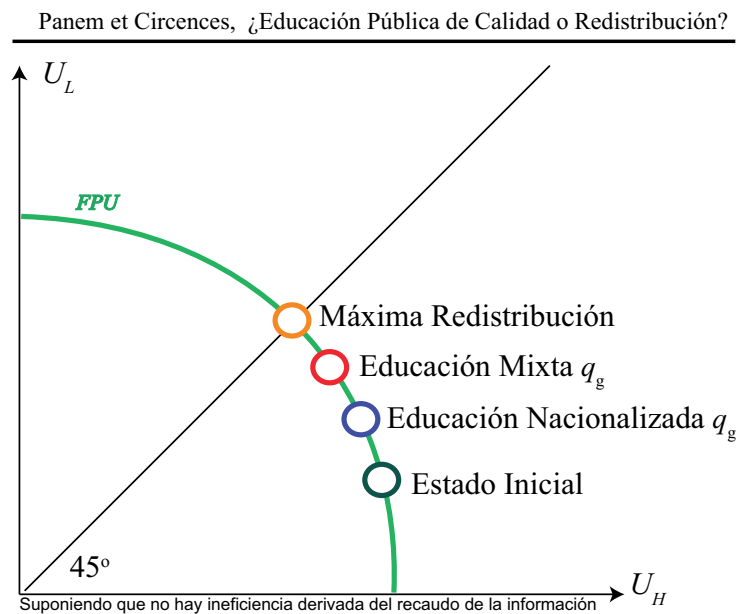 Panem et Circences, ¿Educación Pública de Calidad o Redistribución?
U_L
FPU
Máxima Redistribución
Educación Mixta q_g
Educación Nacionalizada q_g
Estado Inicial
45º
U_H
Suponiendo que no hay ineficiencia derivada del recaudo de la información